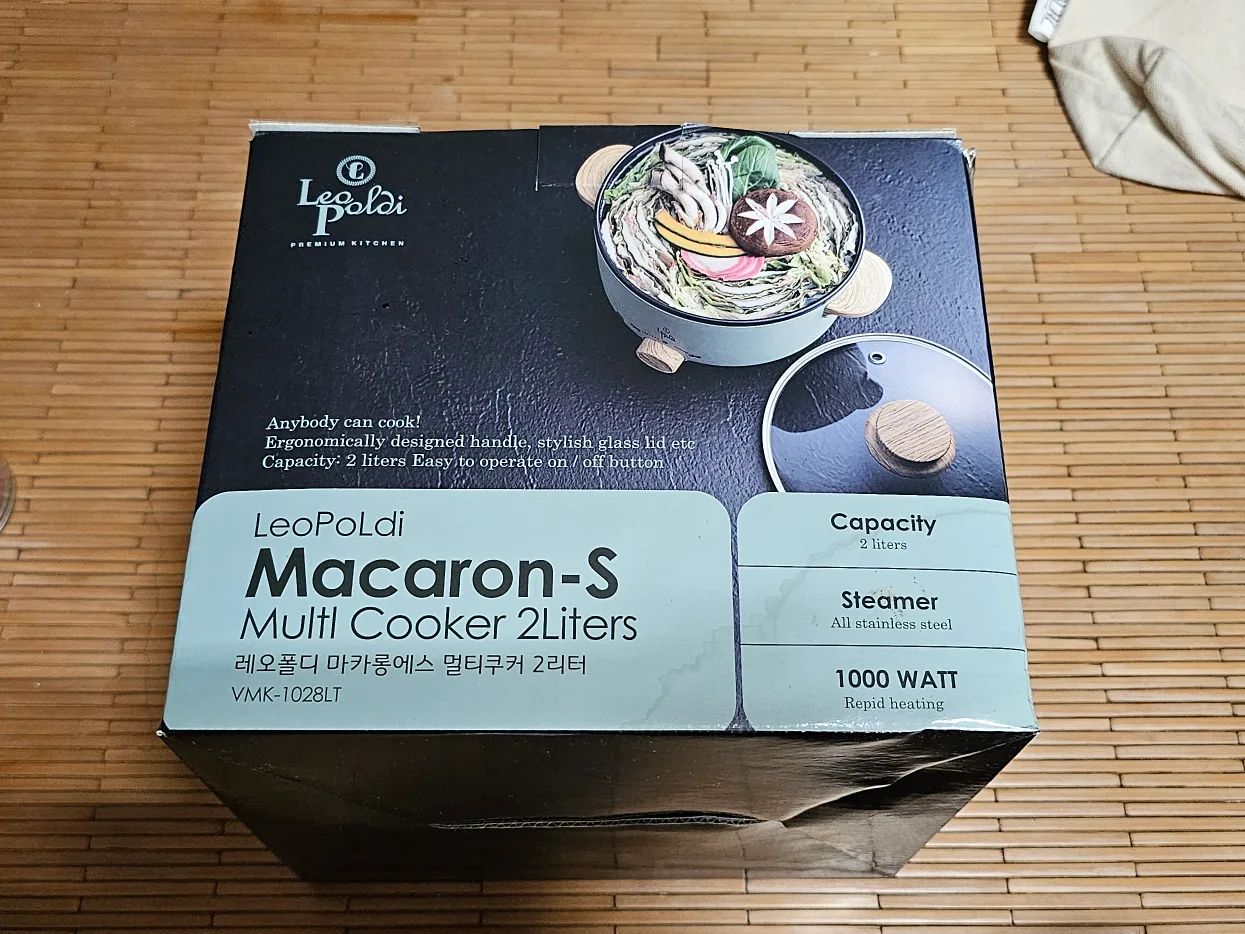 Leo
Poldi
PREMIUM KITCHEN
Anybody can cook!
Ergonomically designed handle, stylish glass lid etc
Capacity: 2 liters Easy to operate on / off button
LeoPoLdi
Macaron-S
MultI Cooker 2Liters
레오폴디 마카롱에스 멀티쿠커 2리터
VMK-1028LT
Capacity
2 liters
Steamer
All stainless steel
1000 WATT
Repid heating